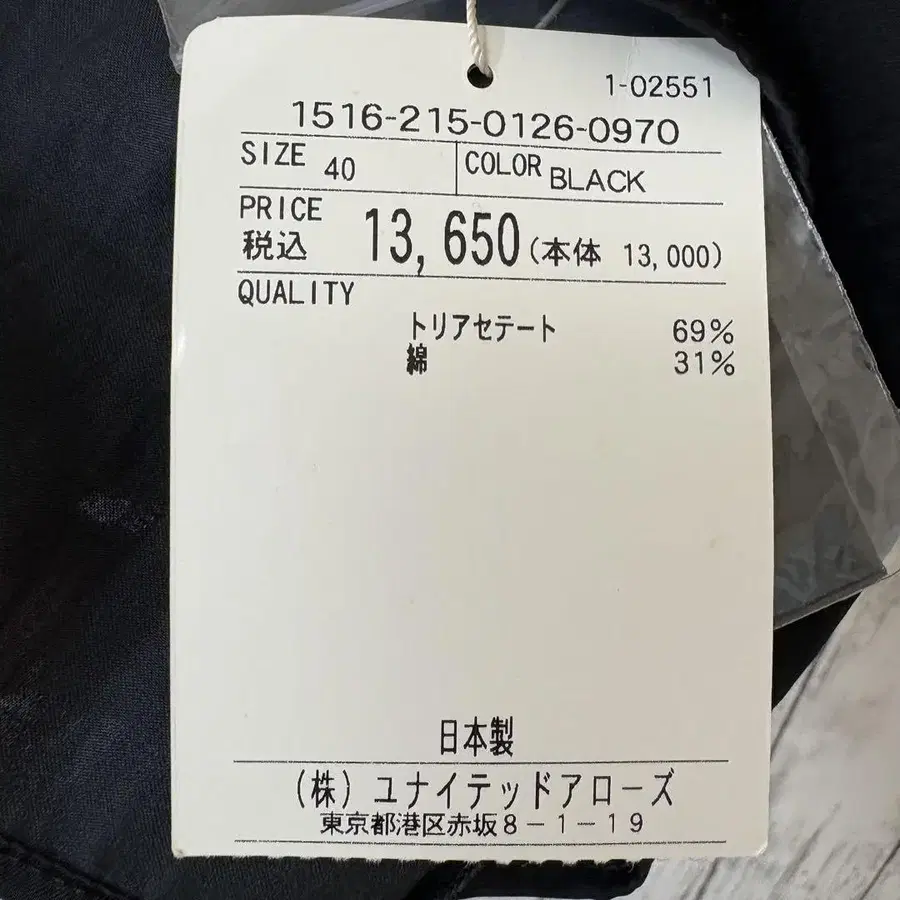 1-02551
1516-215-0126-0970
SIZE 40 COLOR BLACK
PRICE
税込 13,650 (本体 13,000)
QUALITY
トリアセテート 69%
綿 31%
日本製
(株) ユナイテッドアローズ
東京都港区赤坂8-1-19